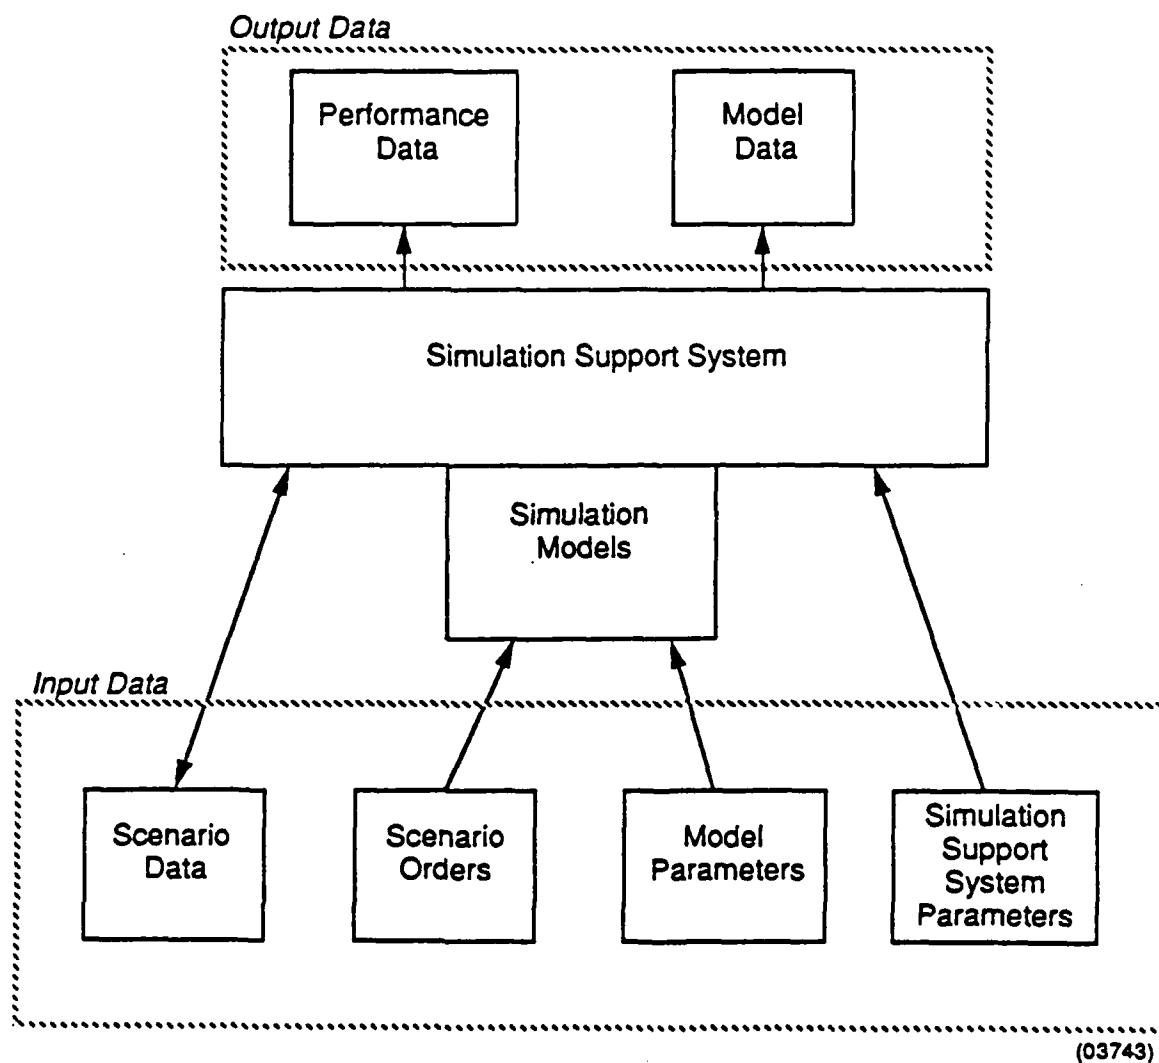 Output Data
Performance
Data
Model
Data
Simulation Support System
Simulation
Models
Input Data
Scenario
Data
Scenario
Orders
Model
Parameters
Simulation
Support
System
Parameters
(03743)